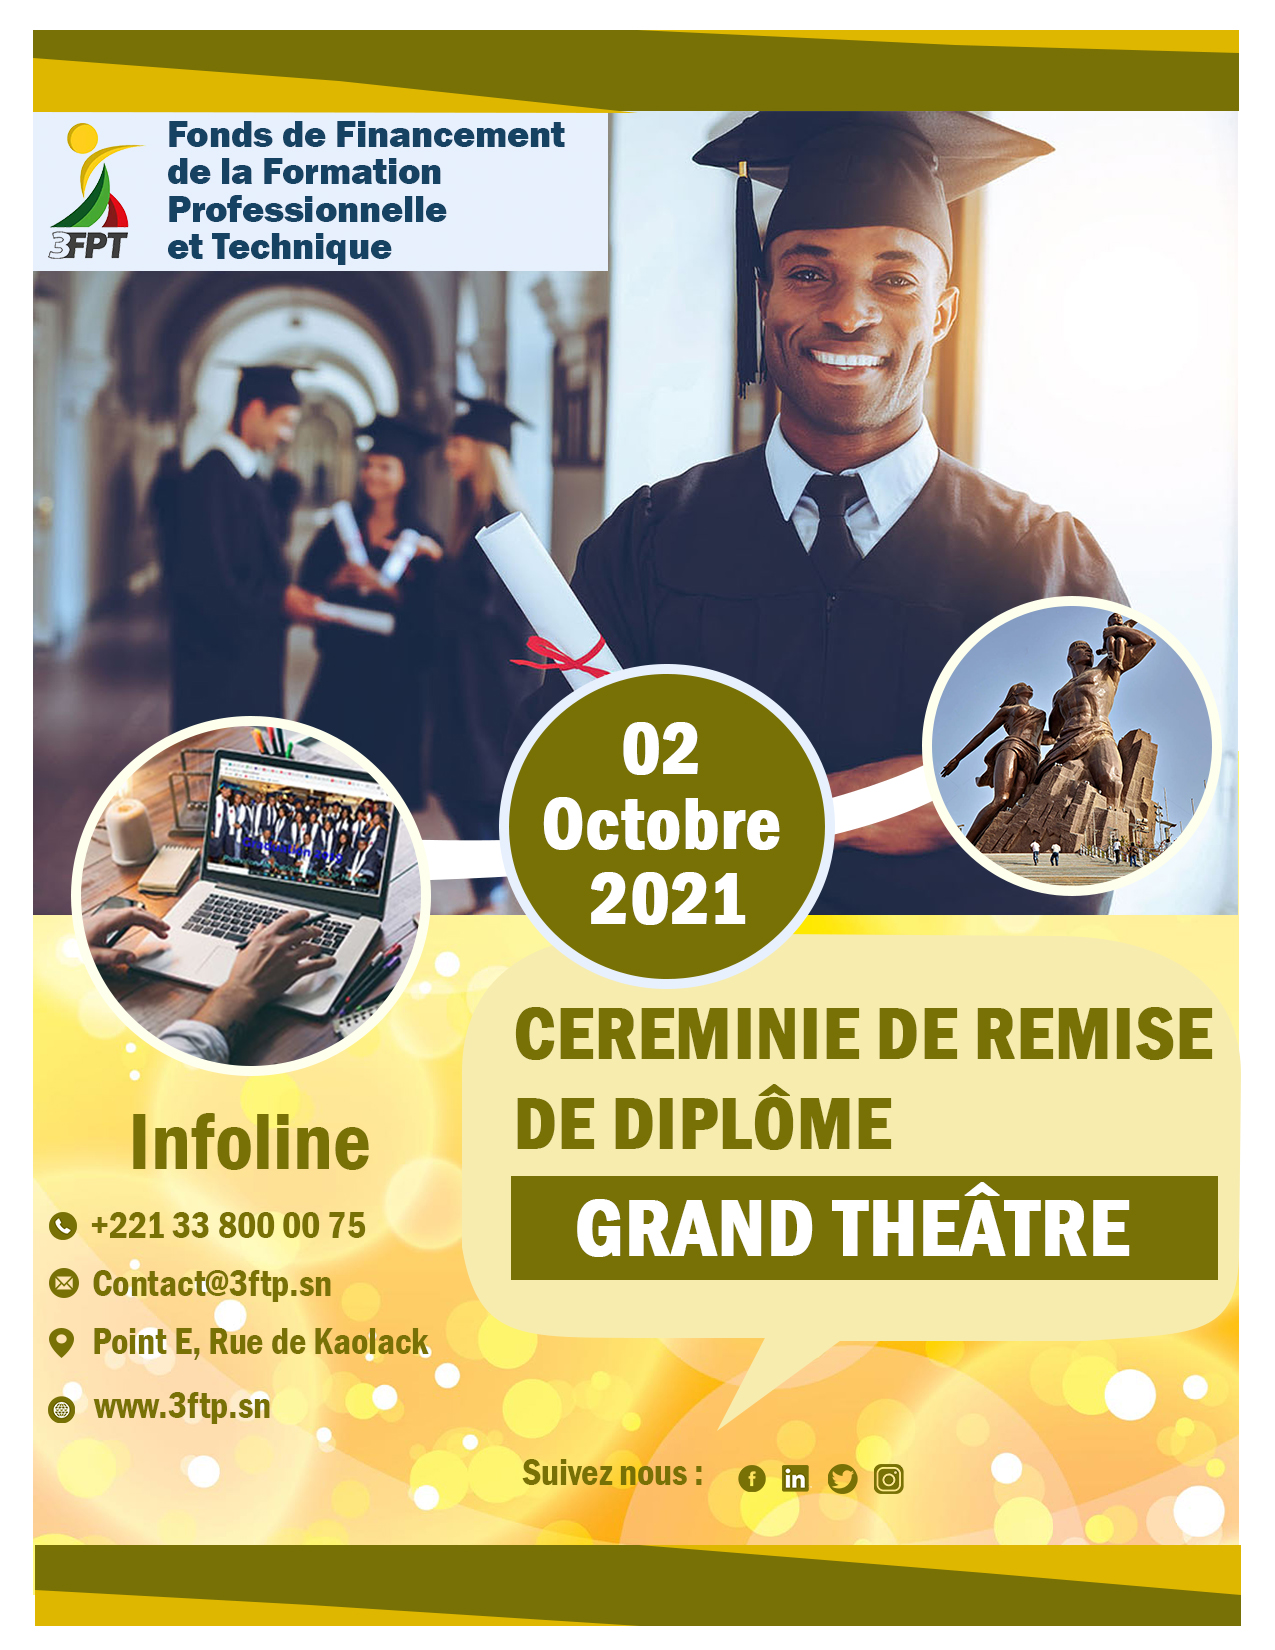 Fonds de Financement
de la Formation
Professionnelle
et Technique
3FPT
02
Octobre
2021
Graduation 2019
CEREMINIE DE REMISE
DE DIPLÔME
GRAND THEÂTRE
Infoline
+221 33 800 00 75
Contact@3ftp.sn
Point E, Rue de Kaolack
www.3ftp.sn
Suivez nous :